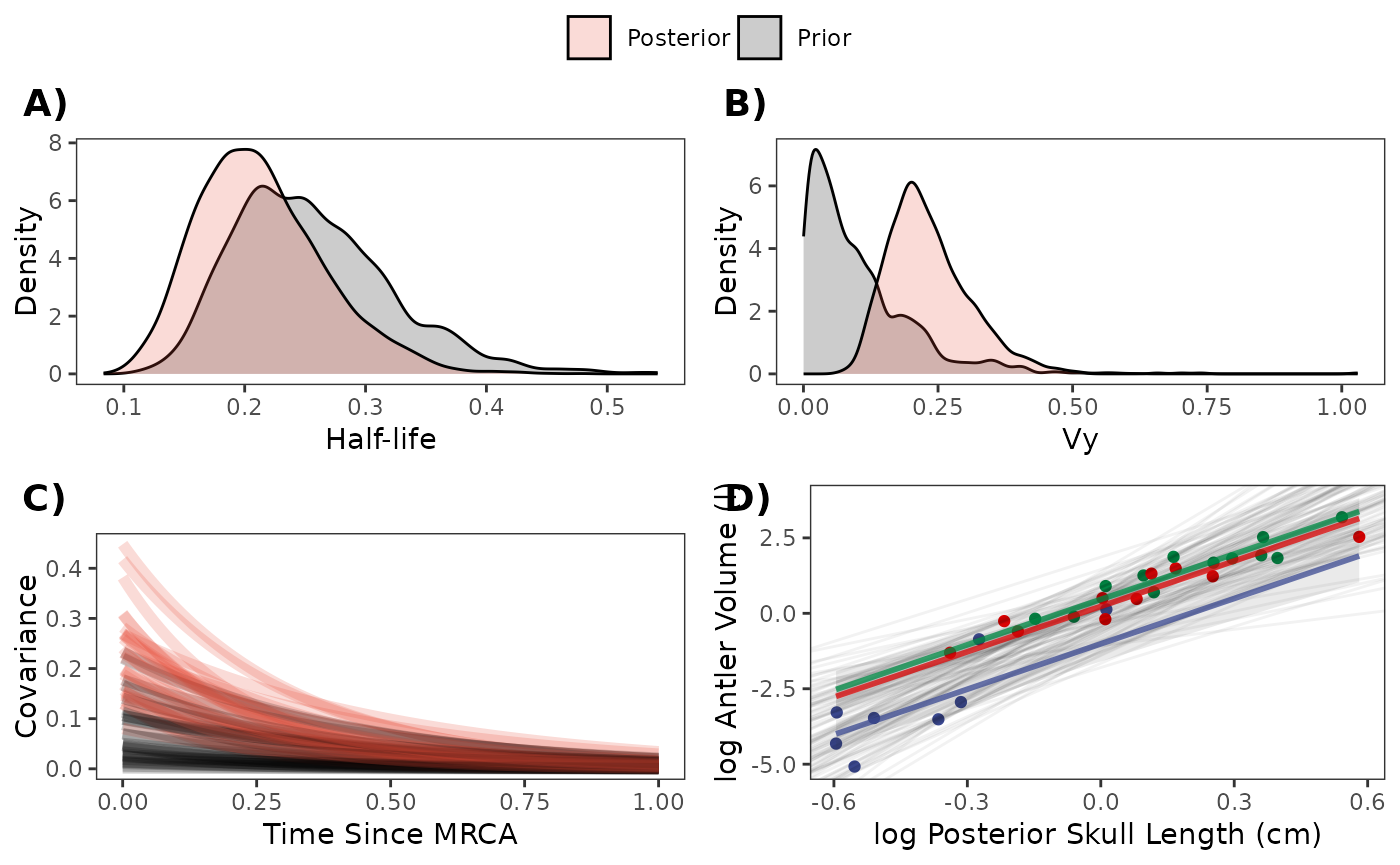 Posterior Prior
A)
Density
8
6
4
2
0
0.1 0.2 0.3 0.4 0.5
Half-life
B)
Density
6
4
2
0
0.00 0.25 0.50 0.75 1.00
Vy
C)
Covariance
0.4
0.3
0.2
0.1
0.0
0.00 0.25 0.50 0.75 1.00
Time Since MRCA
D)
log Antler Volume (l)
2.5
0.0
-2.5
-5.0
-0.6 -0.3 0.0 0.3 0.6
log Posterior Skull Length (cm)